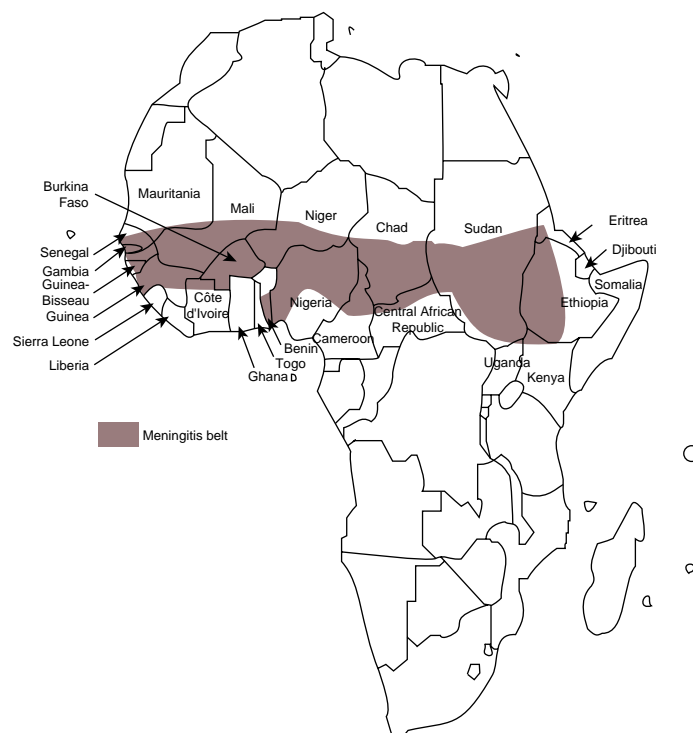 Burkina
Faso
Mauritania
Mali
Niger
Chad
Sudan
Eritrea
Djibouti
Somalia
Ethiopia
Senegal
Gambia
Guinea-
Bisseau
Guinea
Sierra Leone
Liberia
Côte
d'Ivoire
Nigeria
Central African
Republic
Cameroon
Benin
Togo
Ghana
Uganda
Kenya
Meningitis belt